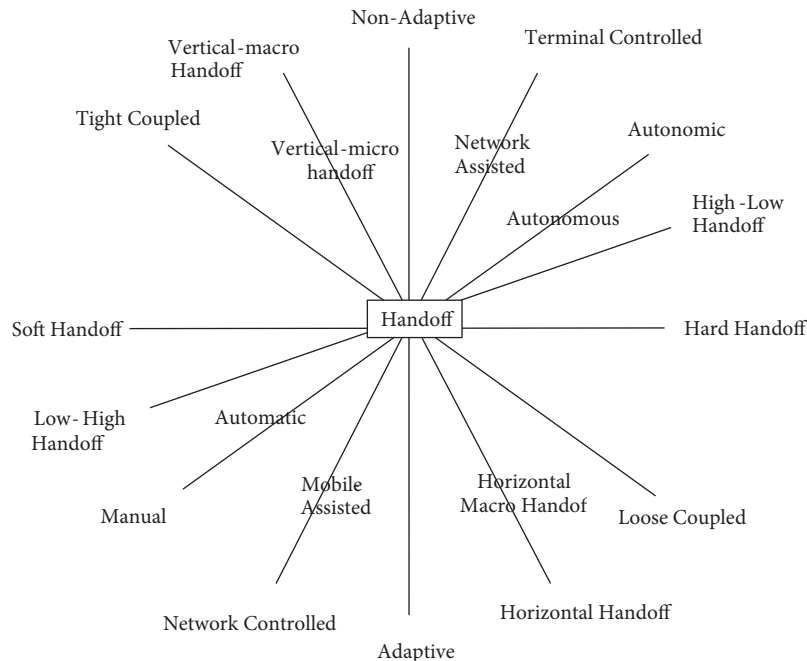 Non-Adaptive
Vertical-macro
Handoff
Terminal Controlled
Tight Coupled
Vertical-micro
handoff
Network
Assisted
Autonomic
Autonomous
High-Low
Handoff
Soft Handoff
Handoff
Hard Handoff
Low-High
Handoff
Automatic
Manual
Mobile
Assisted
Horizontal
Macro Handof
Loose Coupled
Network Controlled
Horizontal Handoff
Adaptive